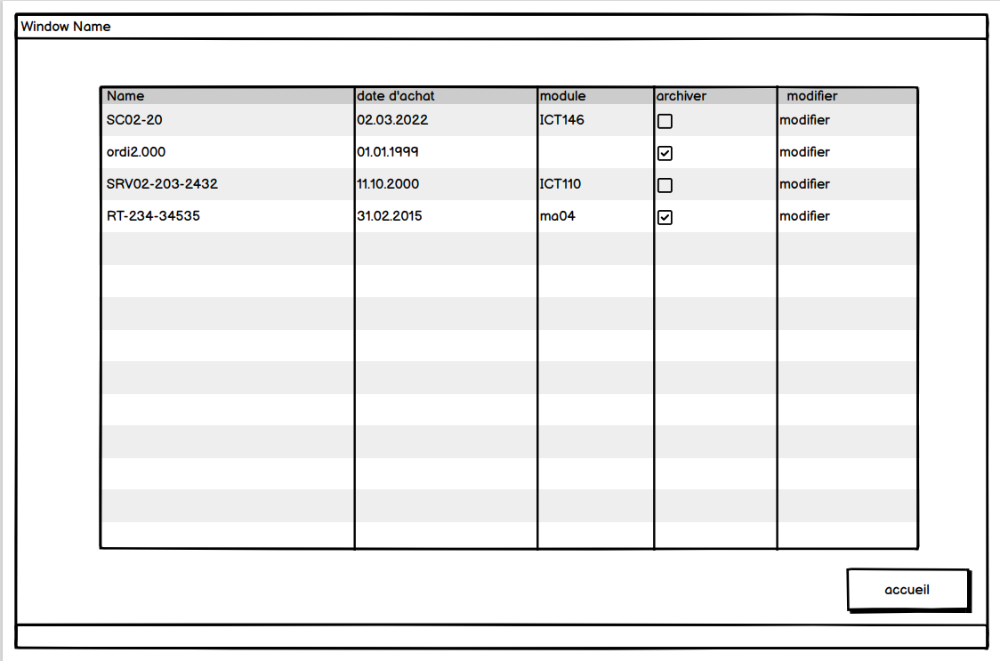 Window Name
Name date d'achat module archiver modifier
SC02-20 02.03.2022 ICT146 modifier
ordi2.000 01.01.1999 modifier
SRV02-203-2432 11.10.2000 ICT110 modifier
RT-234-34535 31.02.2015 ma04 modifier
accueil